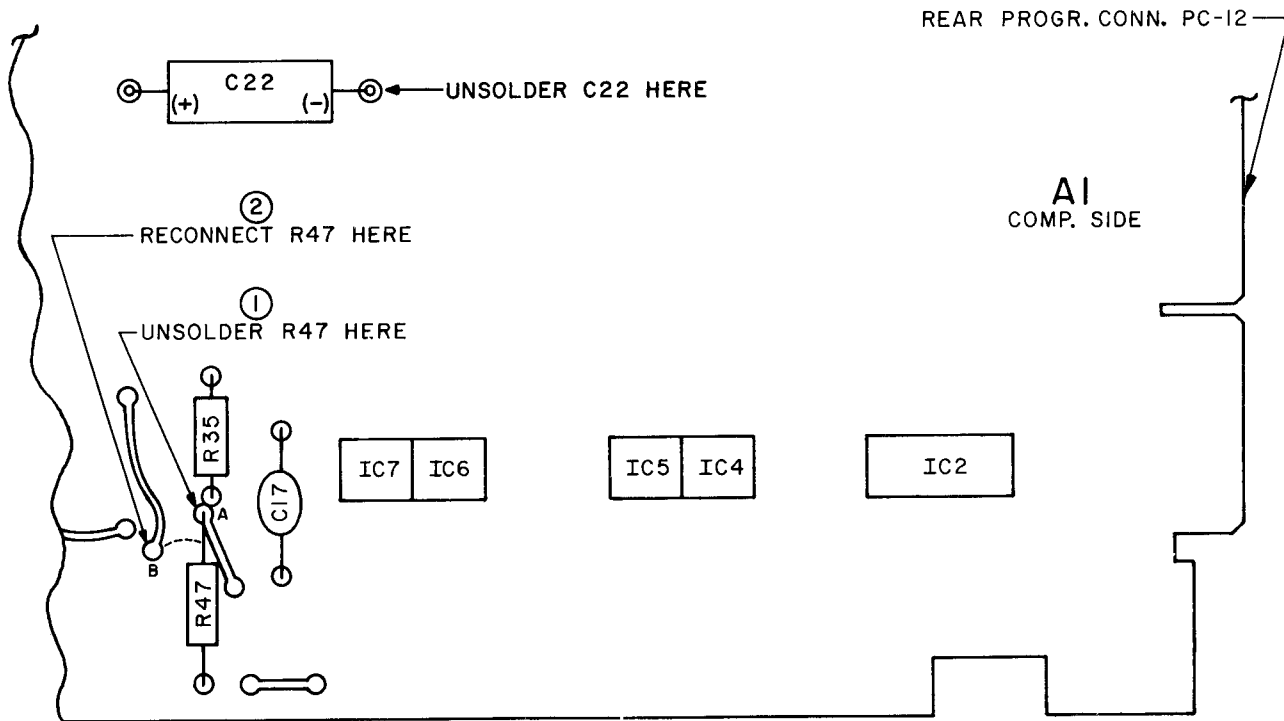 REAR PROGR. CONN. PC-12
C22
(+) (-)
UNSOLDER C22 HERE
A1
COMP. SIDE
2
RECONNECT R47 HERE
1
UNSOLDER R47 HERE
R35
C17
IC7 IC6 IC5 IC4 IC2
A
B
R47